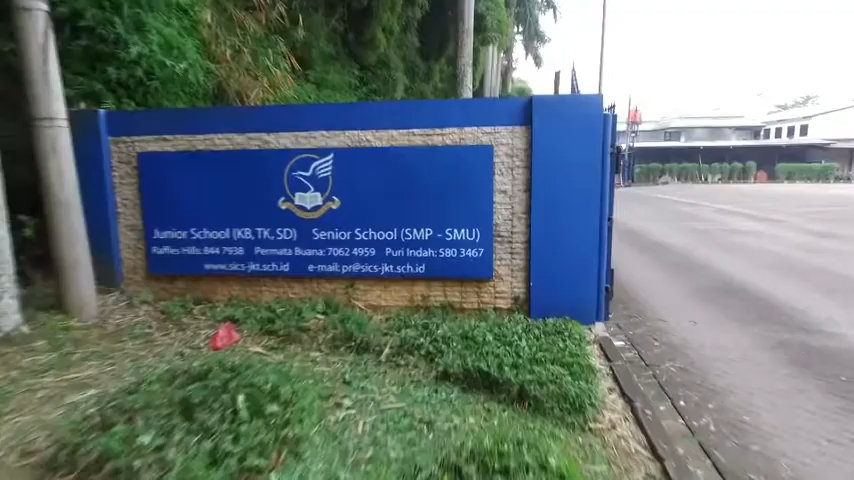 Junior School (KB,TK,SD) Senior School (SMP - SMU)
Raffles Hills: 844 7938 Permata Buana: 7062 4959 Puri Indah: 580 3467
www.sics-jkt.sch.id e-mail: pr@sics-jkt.sch.id